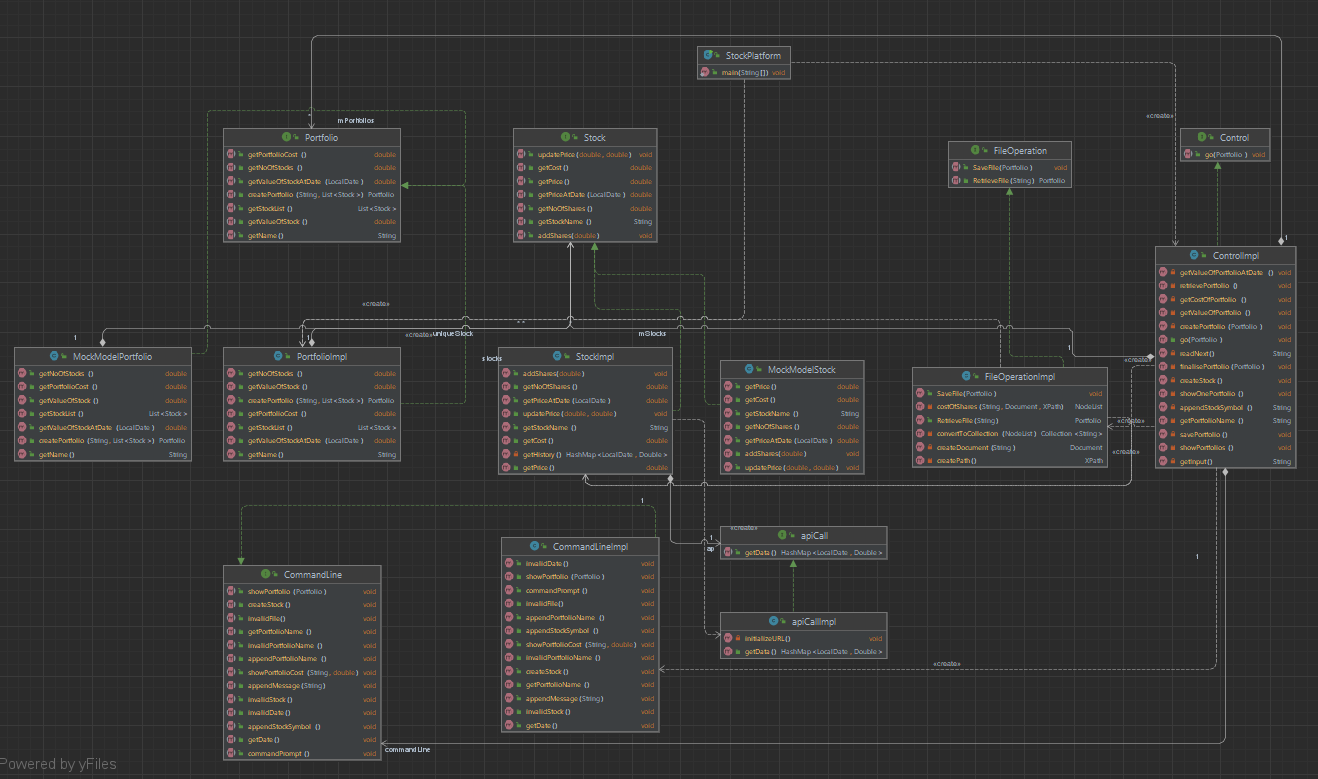 StockPlatform
main(String[]) void
«create»
m Portfolios
Portfolio
getPortfolioCost () double
getNoOfStocks () double
getValueOfStockAtDate (LocalDate) double
createPortfolio (String, List<Stock>) Portfolio
getStockList () List<Stock>
getValueOfStock () double
getName() String
Stock
updatePrice (double, double) void
getCost() double
getPrice() double
getPriceAtDate (LocalDate) double
getNoOfShares () double
getStockName () String
addShares(double) void
FileOperation
SaveFile(Portfolio) void
RetrieveFile(String) Portfolio
Control
go(Portfolio) void
1
ControlImpl
getValueOfPortfolioAtDate () void
retrievePortfolio () void
getCostOfPortfolio () void
getValueOfPortfolio () void
createPortfolio (Portfolio) void
go(Portfolio) void
readNext() String
finalisePortfolio (Portfolio) void
createStock() void
showOnePortfolio () void
appendStockSymbol () String
getPortfolioName () String
savePortfolio () void
showPortfolios () void
getInput() String
«create»
1
1
«create»
uniqueStock
m Stocks
1
«create»
MockModelPortfolio
getNoOfStocks () double
getPortfolioCost () double
getValueOfStock () double
getStockList () List<Stock>
getValueOfStockAtDate (LocalDate) double
createPortfolio (String, List<Stock>) Portfolio
getName() String
PortfolioImpl
getNoOfStocks () double
getValueOfStock () double
createPortfolio (String, List<Stock>) Portfolio
getPortfolioCost () double
getStockList () List<Stock>
getValueOfStockAtDate (LocalDate) double
getName() String
stocks
StockImpl
addShares(double) void
getNoOfShares () double
getPriceAtDate (LocalDate) double
updatePrice (double, double) void
getStockName () String
getCost() double
getHistory () HashMap<LocalDate, Double>
getPrice() double
MockModelStock
getPrice() double
getCost() double
getStockName () String
getNoOfShares () double
getPriceAtDate (LocalDate) double
addShares(double) void
updatePrice (double, double) void
FileOperationImpl
SaveFile(Portfolio) void
costOfShares (String, Document, XPath) NodeList
RetrieveFile(String) Portfolio
convertToCollection (NodeList) Collection<String>
createDocument (String) Document
createPath() XPath
«create»
«create»
1
«create»
1
ap
apiCall
getData() HashMap<LocalDate, Double>
1
CommandLineImpl
invalidDate() void
showPortfolio (Portfolio) void
commandPrompt () void
invalidFile() void
appendPortfolioName () void
appendStockSymbol () void
showPortfolioCost (String, double) void
invalidPortfolioName () void
createStock() void
getPortfolioName () void
appendMessage(String) void
invalidStock() void
getDate() void
CommandLine
showPortfolio (Portfolio) void
createStock() void
invalidFile() void
getPortfolioName () void
invalidPortfolioName () void
appendPortfolioName () void
showPortfolioCost (String, double) void
appendMessage(String) void
invalidStock() void
invalidDate() void
appendStockSymbol () void
getDate() void
commandPrompt () void
apiCallImpl
initializeURL() void
getData() HashMap<LocalDate, Double>
«create»
commandLine
Powered by yFiles